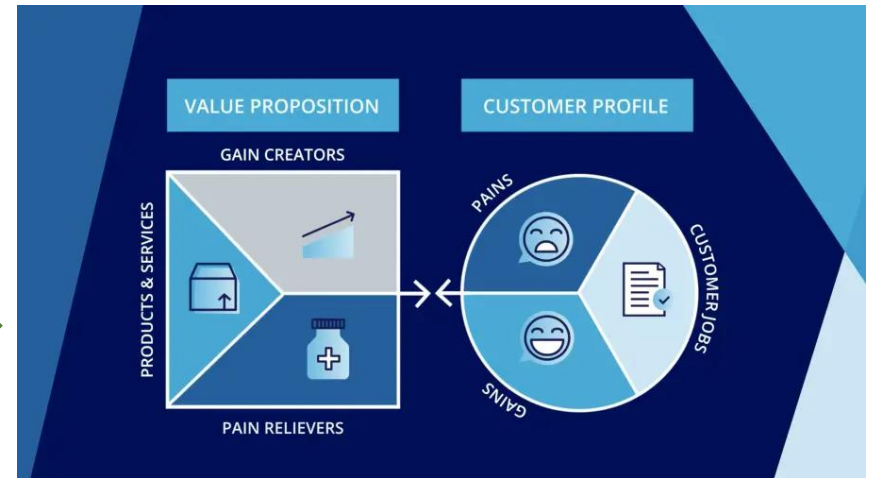 VALUE PROPOSITION
CUSTOMER PROFILE
GAIN CREATORS
PRODUCTS & SERVICES
PAIN RELIEVERS
PAINS
GAINS
CUSTOMER JOBS